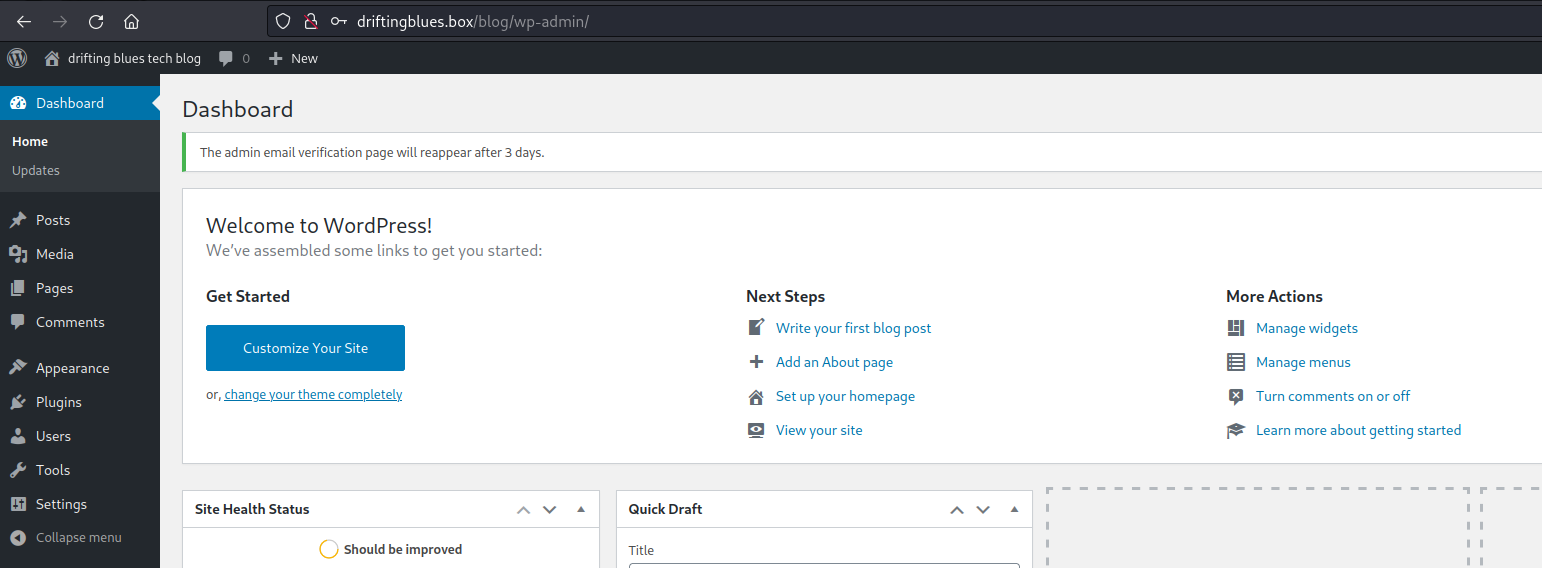 driftingblues.box/blog/wp-admin/
drifting blues tech blog 0 New
Dashboard
Home
Updates
Posts
Media
Pages
Comments
Appearance
Plugins
Users
Tools
Settings
Collapse menu
Dashboard
The admin email verification page will reappear after 3 days.
Welcome to WordPress!
We've assembled some links to get you started:
Get Started
Customize Your Site
or, change your theme completely
Next Steps
Write your first blog post
Add an About page
Set up your homepage
View your site
More Actions
Manage widgets
Manage menus
Turn comments on or off
Learn more about getting started
Site Health Status
Should be improved
Quick Draft
Title